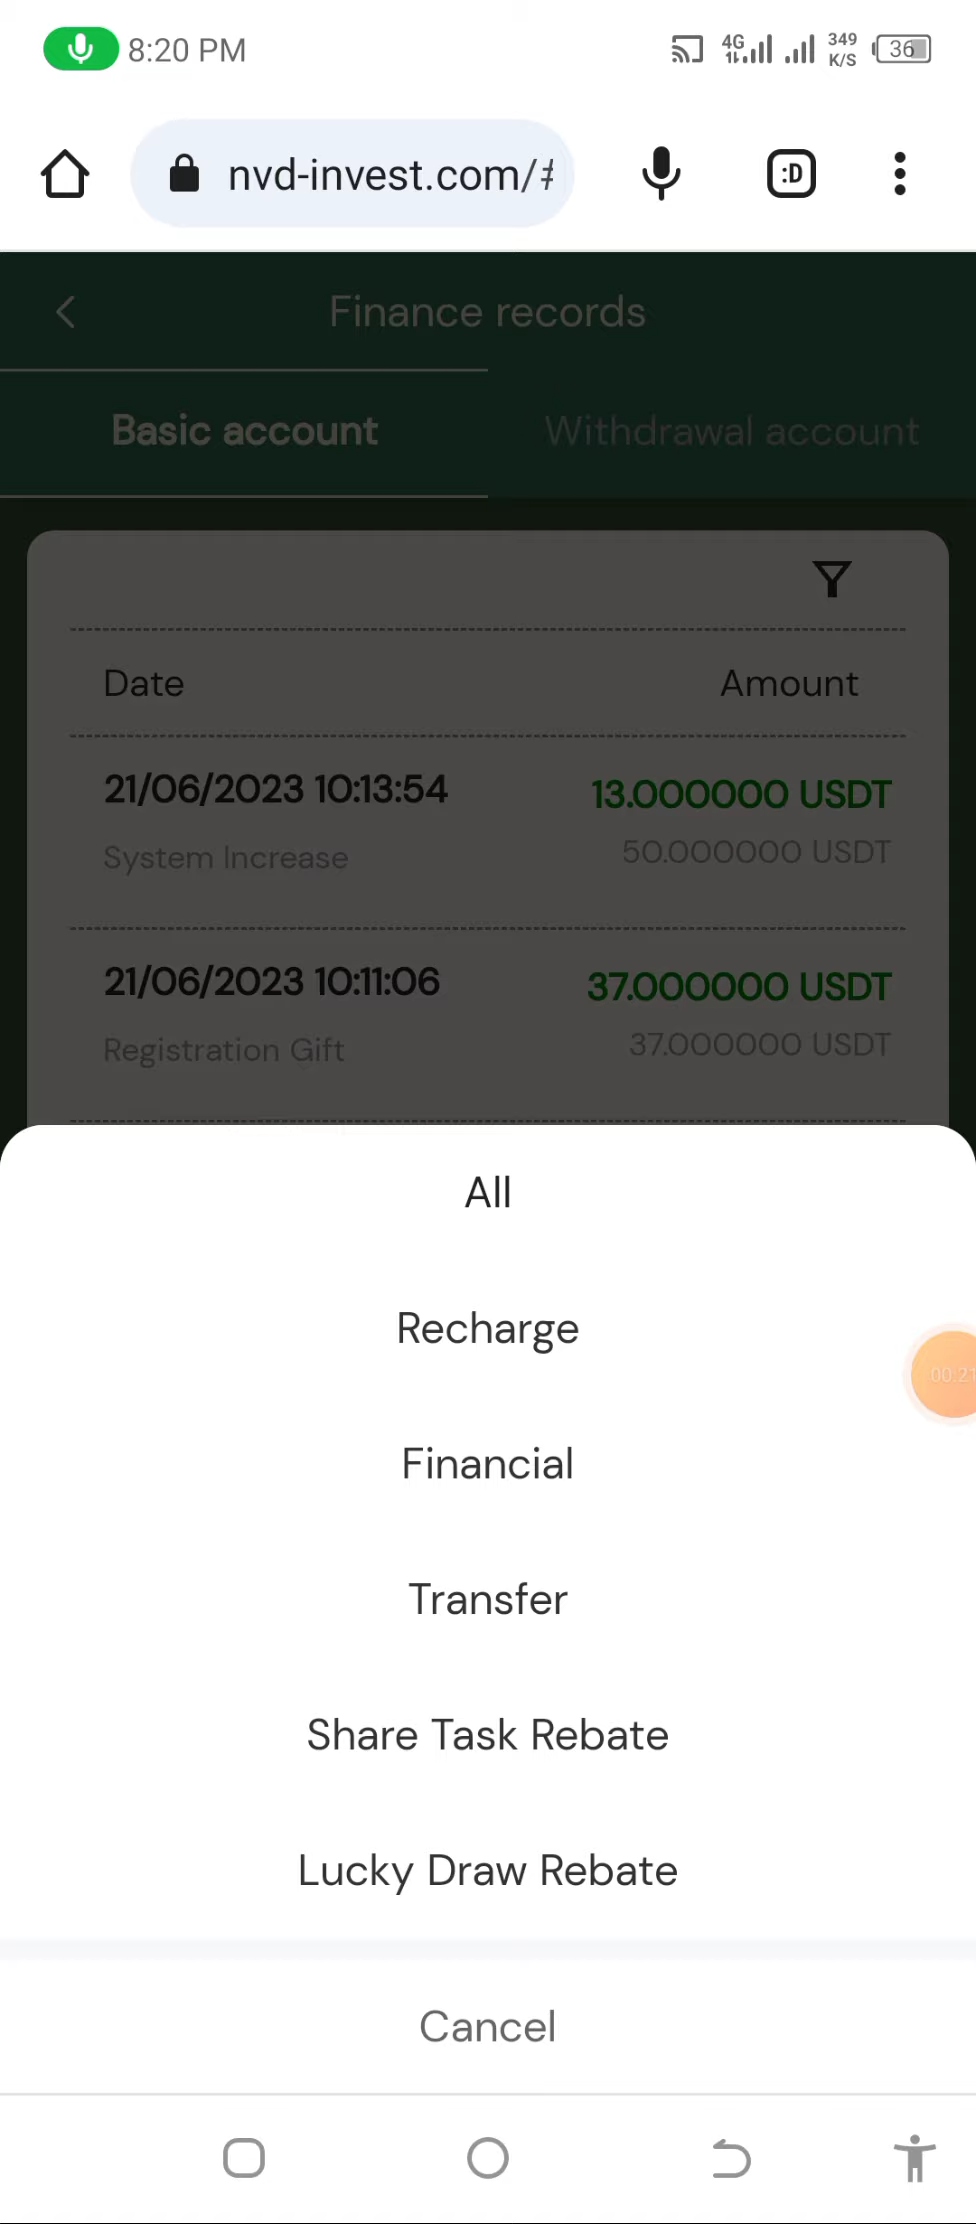 8:20 PM
4G
349
K/S
36
nvd-invest.com/#
:D
Finance records
Basic account
Withdrawal account
Date
Amount
21/06/2023 10:13:54
13.000000 USDT
System Increase
50.000000 USDT
21/06/2023 10:11:06
37.000000 USDT
Registration Gift
37.000000 USDT
All
Recharge
00:21
Financial
Transfer
Share Task Rebate
Lucky Draw Rebate
Cancel